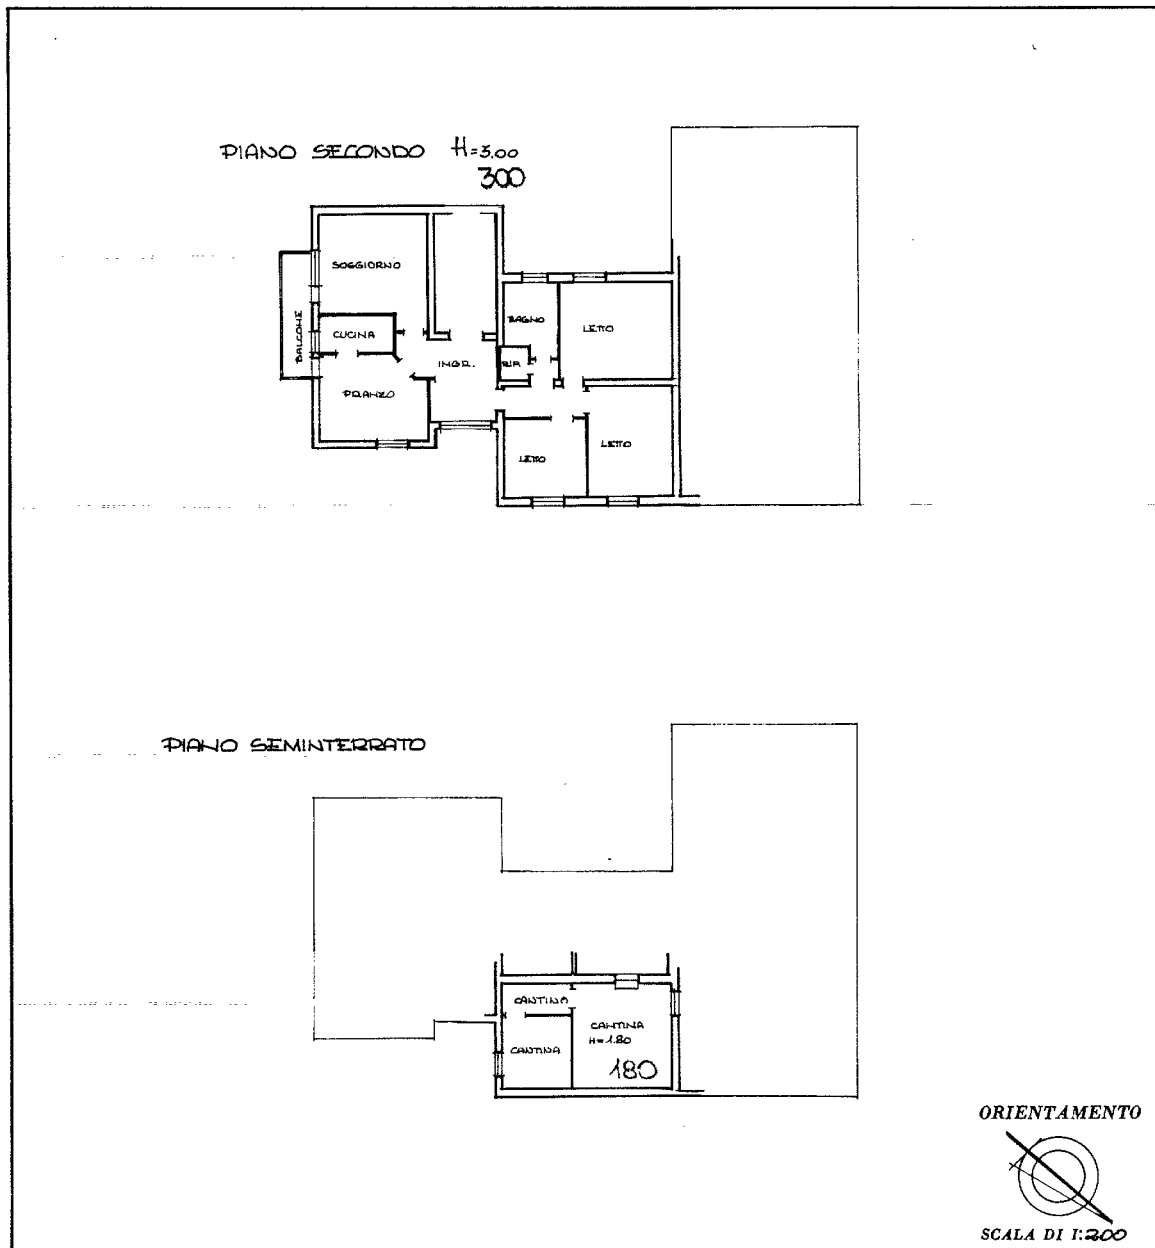 PIANO SECONDO H=3.00
300
SOGGIORNO
BALCONE
CUCINA
BAGNO
LETTO
INGR.
RIP.
PRANZO
LETTO
LETTO
PIANO SEMINTERRATO
CANTINA
CANTINA
H=1.80
CANTINA
180
ORIENTAMENTO
SCALA DI 1:200